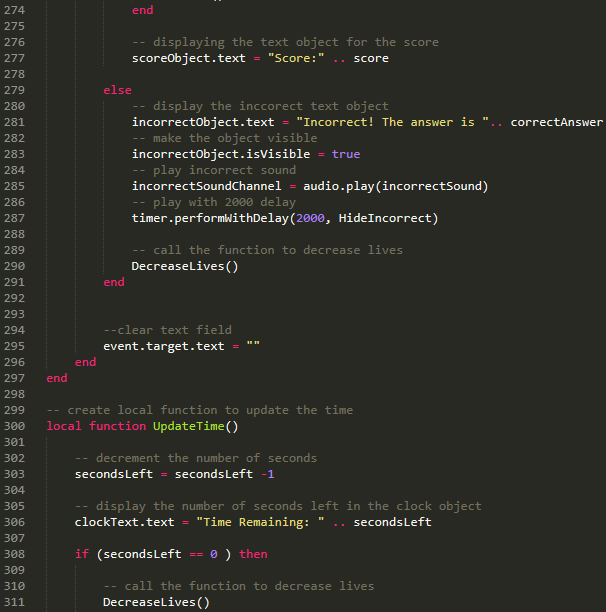 274 end
275
276 -- displaying the text object for the score
277 scoreObject.text = "Score:" .. score
278
279 else
280 -- display the inccorect text object
281 incorrectObject.text = "Incorrect! The answer is ".. correctAnswer
282 -- make the object visible
283 incorrectObject.isVisible = true
284 -- play incorrect sound
285 incorrectSoundChannel = audio.play(incorrectSound)
286 -- play with 2000 delay
287 timer.performWithDelay(2000, HideIncorrect)
288
289 -- call the function to decrease lives
290 DecreaseLives()
291 end
292
293
294 --clear text field
295 event.target.text = ""
296 end
297 end
298
299 -- create local function to update the time
300 local function UpdateTime()
301
302 -- decrement the number of seconds
303 secondsLeft = secondsLeft -1
304
305 -- display the number of seconds left in the clock object
306 clockText.text = "Time Remaining: " .. secondsLeft
307
308 if (secondsLeft == 0 ) then
309
310 -- call the function to decrease lives
311 DecreaseLives()